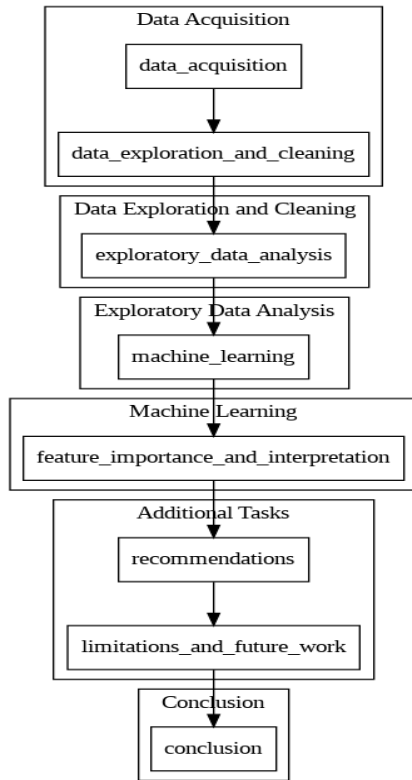 Data Acquisition
data_acquisition
data_exploration_and_cleaning
Data Exploration and Cleaning
exploratory_data_analysis
Exploratory Data Analysis
machine_learning
Machine Learning
feature_importance_and_interpretation
Additional Tasks
recommendations
limitations_and_future_work
Conclusion
conclusion